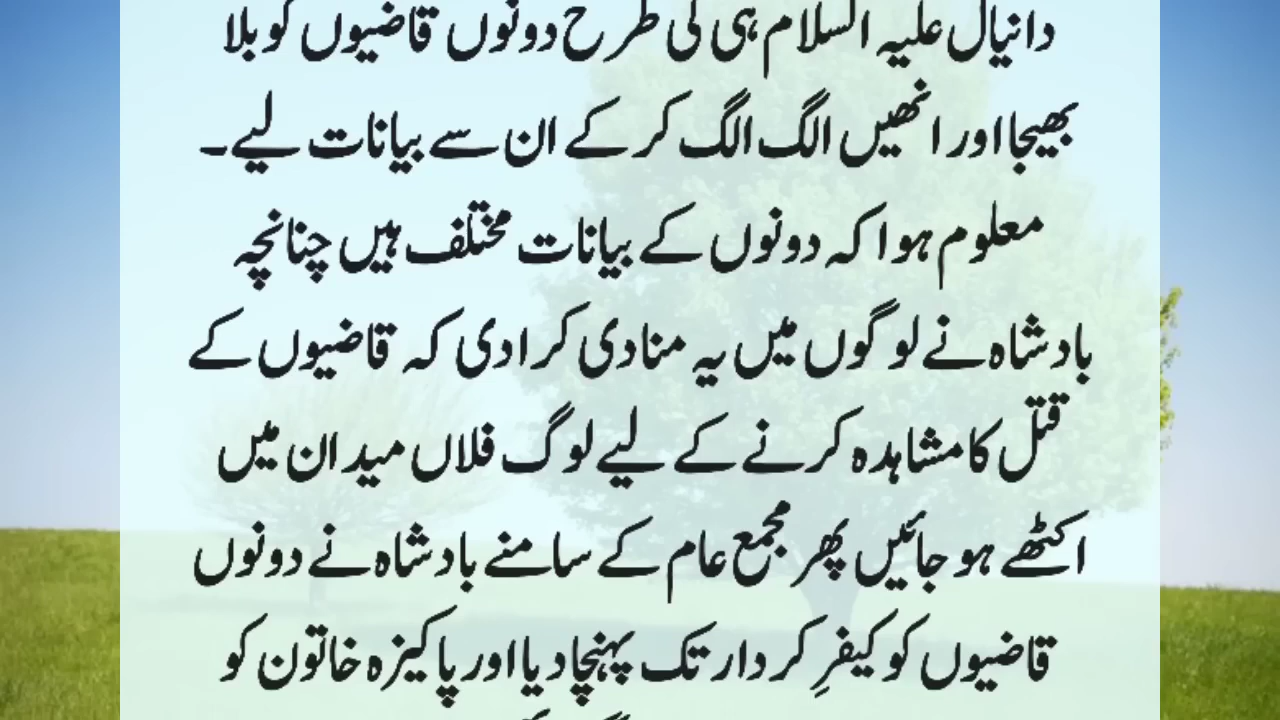 دانیال علیہ السلام ہی کی طرح دونوں قاضیوں کو بلا
بھیجا اور انھیں الگ الگ کر کے ان سے بیانات لیے۔
معلوم ہوا کہ دونوں کے بیانات مختلف ہیں چنانچہ
بادشاہ نے لوگوں میں یہ منادی کرادی کہ قاضیوں کے
قتل کا مشاہدہ کرنے کے لیے لوگ فلاں میدان میں
اکٹھے ہو جائیں پھر مجمع عام کے سامنے بادشاہ نے دونوں
قاضیوں کو کیفرِ کردار تک پہنچا دیا اور پاکیزہ خاتون کو